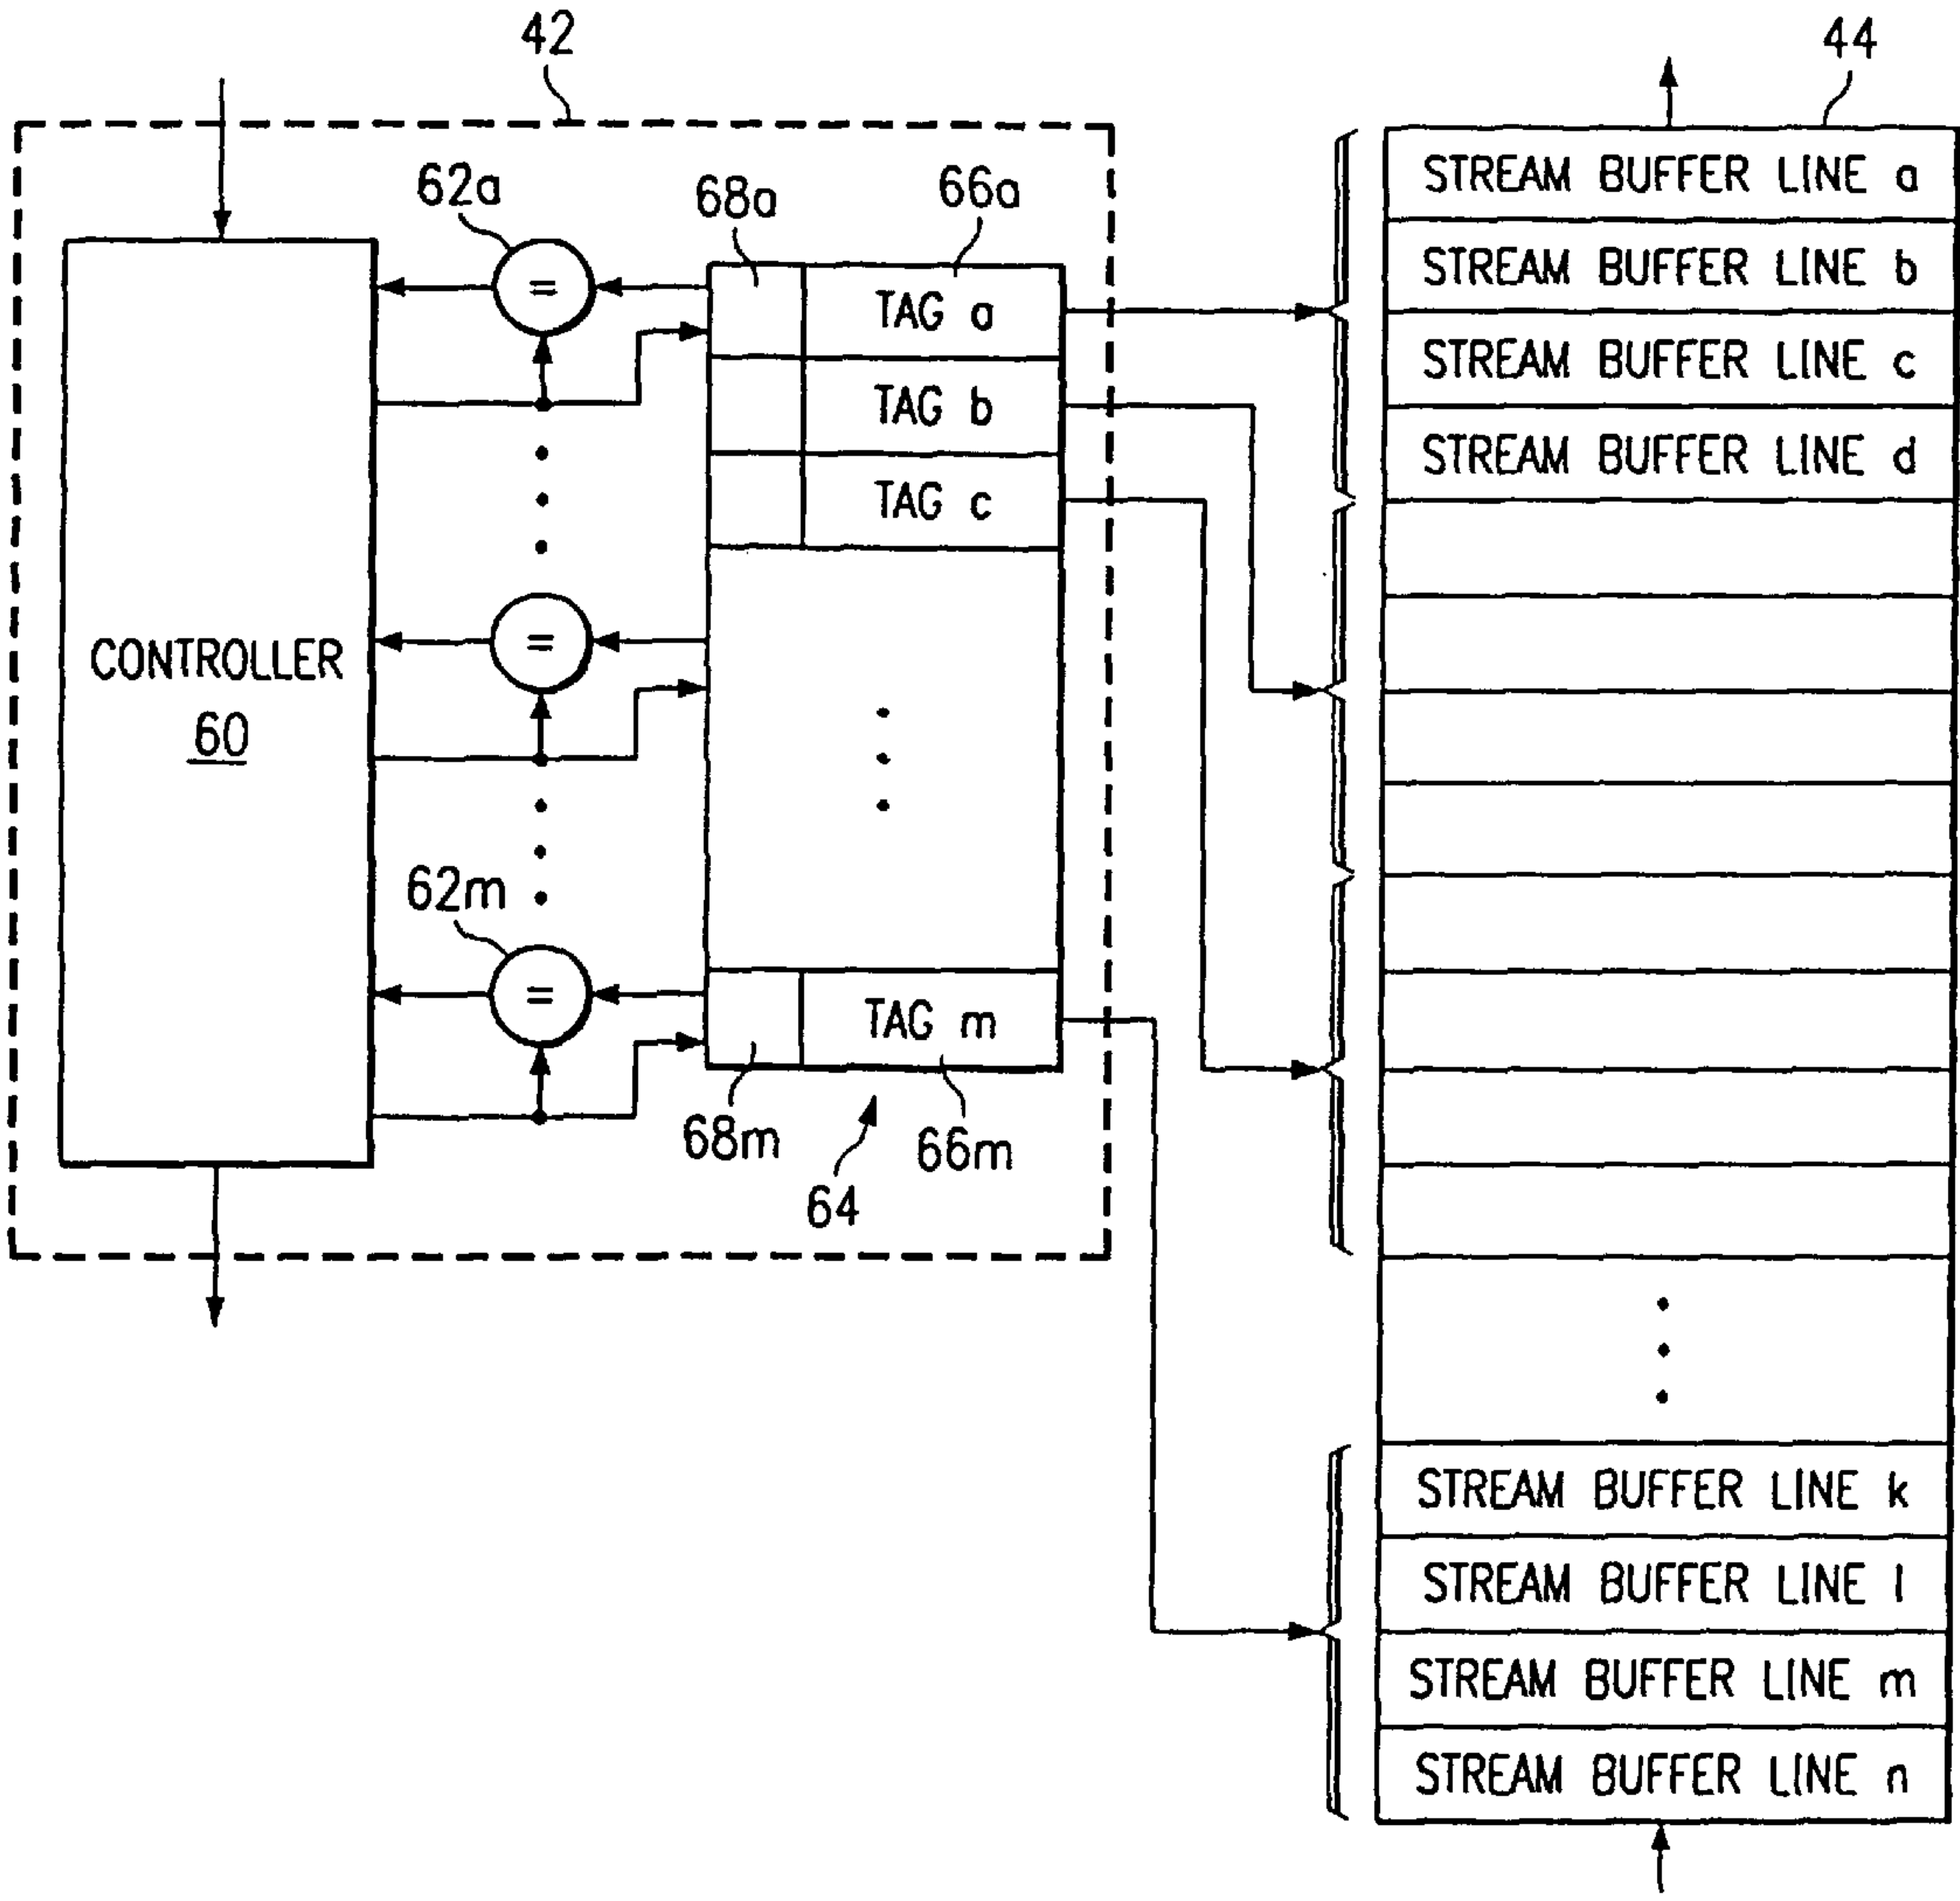 42
44
62a
68a
66a
TAG a
TAG b
TAG c
=
=
CONTROLLER
60
62m
=
TAG m
68m
66m
64
STREAM BUFFER LINE a
STREAM BUFFER LINE b
STREAM BUFFER LINE c
STREAM BUFFER LINE d
STREAM BUFFER LINE k
STREAM BUFFER LINE l
STREAM BUFFER LINE m
STREAM BUFFER LINE n